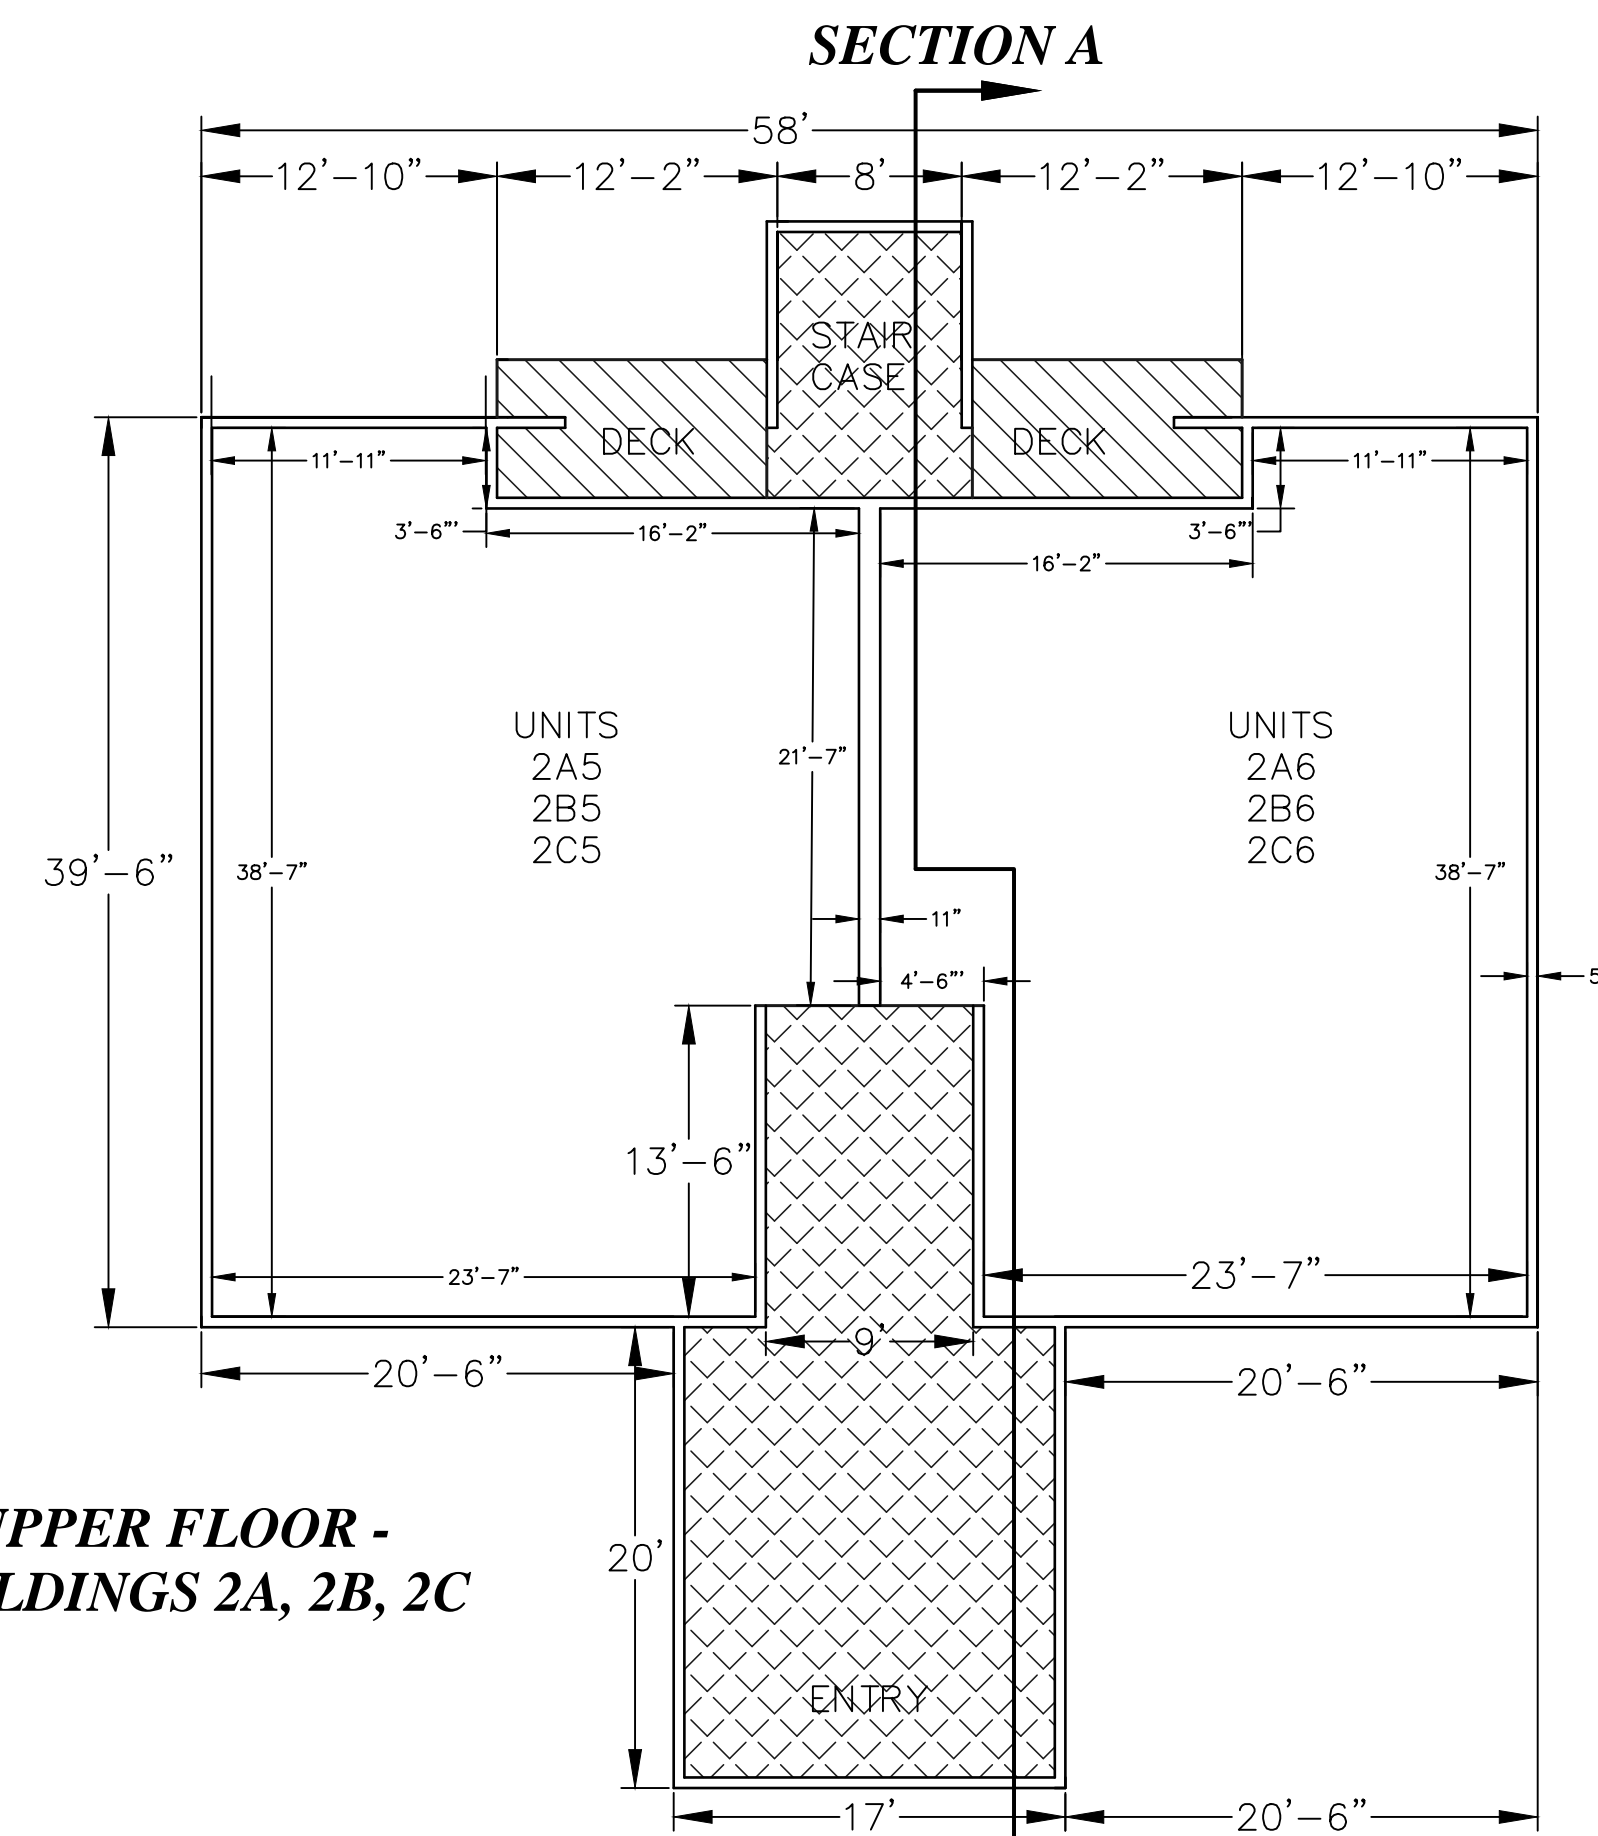 SECTION A
58'
12'-10" 12'-2" 8' 12'-2" 12'-10"
STAIR
CASE
DECK DECK
11'-11" 11'-11"
3'-6"' 16'-2" 3'-6"'
16'-2"
UNITS UNITS
2A5 2A6
2B5 2B6
2C5 2C6
21'-7"
39'-6" 38'-7" 38'-7"
11"
4'-6"' 5
13'-6"
23'-7" 23'-7"
9'
20'-6" 20'-6"
UPPER FLOOR -
LDINGS 2A, 2B, 2C
20'
ENTRY
17' 20'-6"